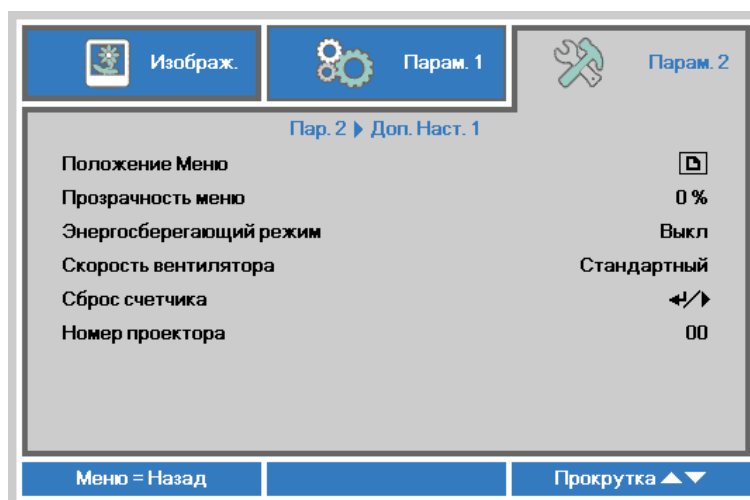 Изображ. Парам. 1 Парам. 2
Пар. 2 Доп. Наст. 1
Положение Меню
Прозрачность меню 0 %
Энергосберегающий режим Выкл
Скорость вентилятора Стандартный
Сброс счетчика
Номер проектора 00
Меню = Назад Прокрутка